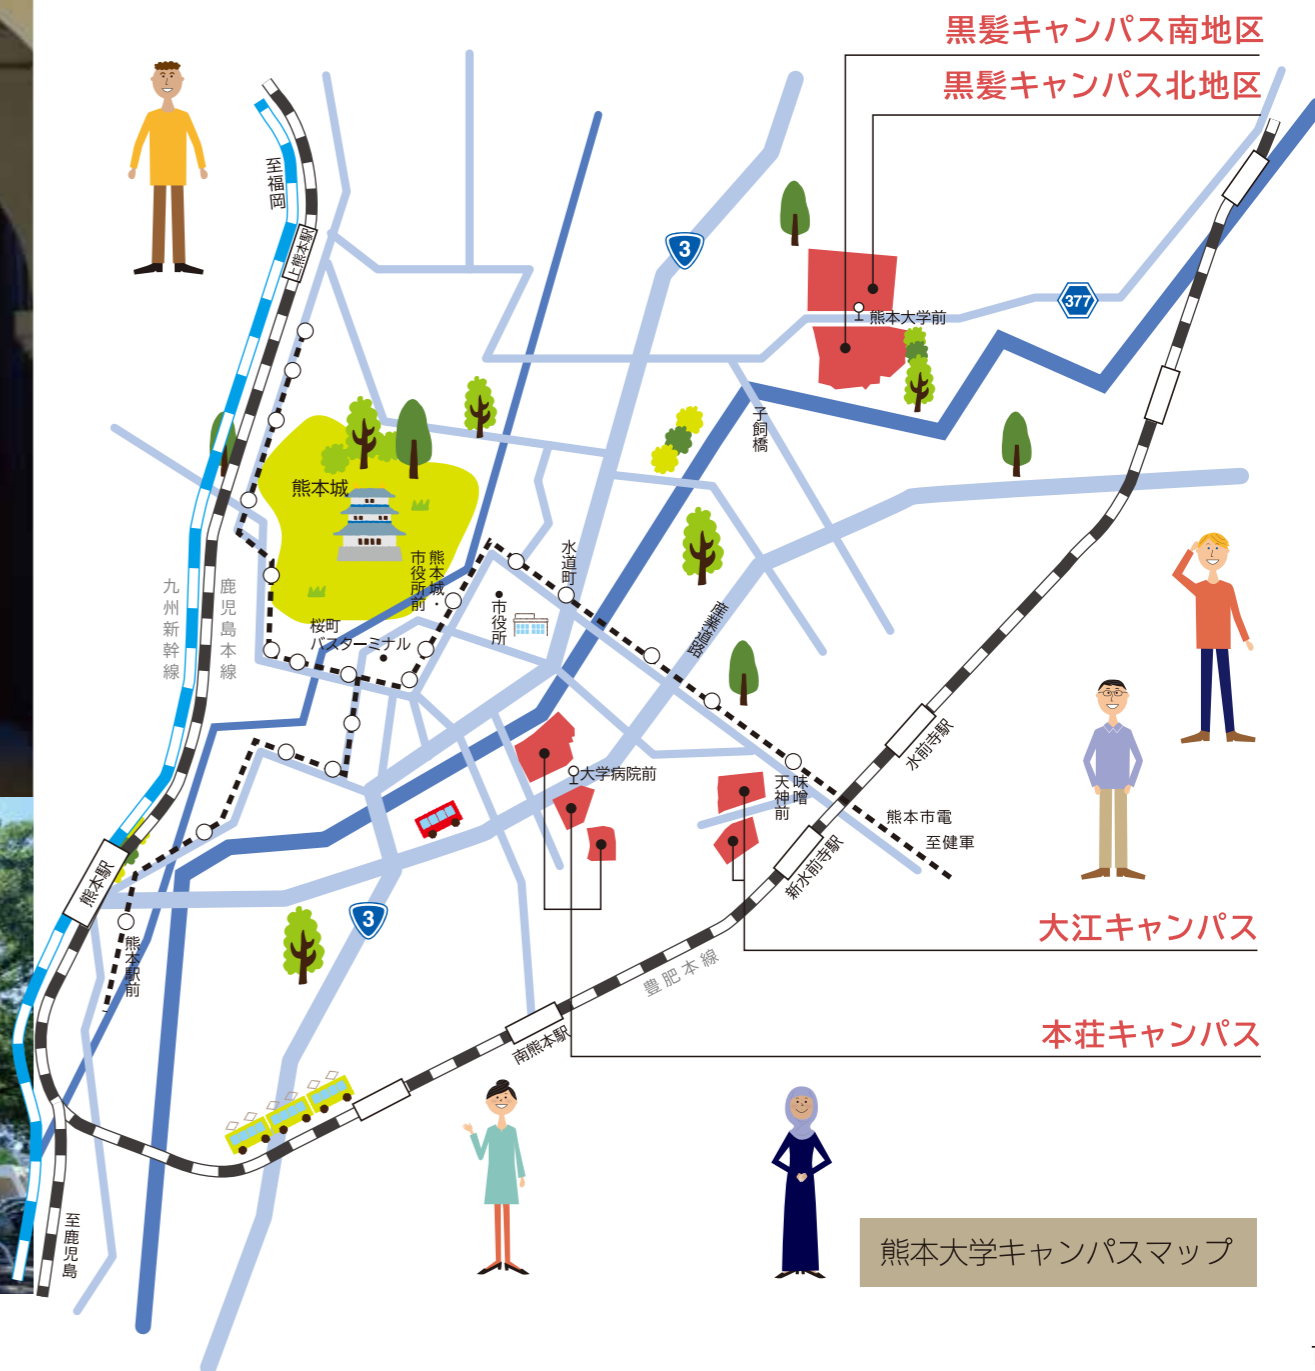 黒髪キャンパス南地区
黒髪キャンパス北地区
至福岡
上熊本駅
3
377
熊本大学前
子飼橋
熊本城
水道町
熊本城・
市役所前
市役所
桜町
バスターミナル
九州新幹線
鹿児島本線
産業道路
水前寺駅
大学病院前
味噌
天神前
熊本市電
至健軍
新水前寺駅
熊本駅
3
熊本駅前
大江キャンパス
豊肥本線
南熊本駅
本荘キャンパス
至鹿児島
熊本大学キャンパスマップ